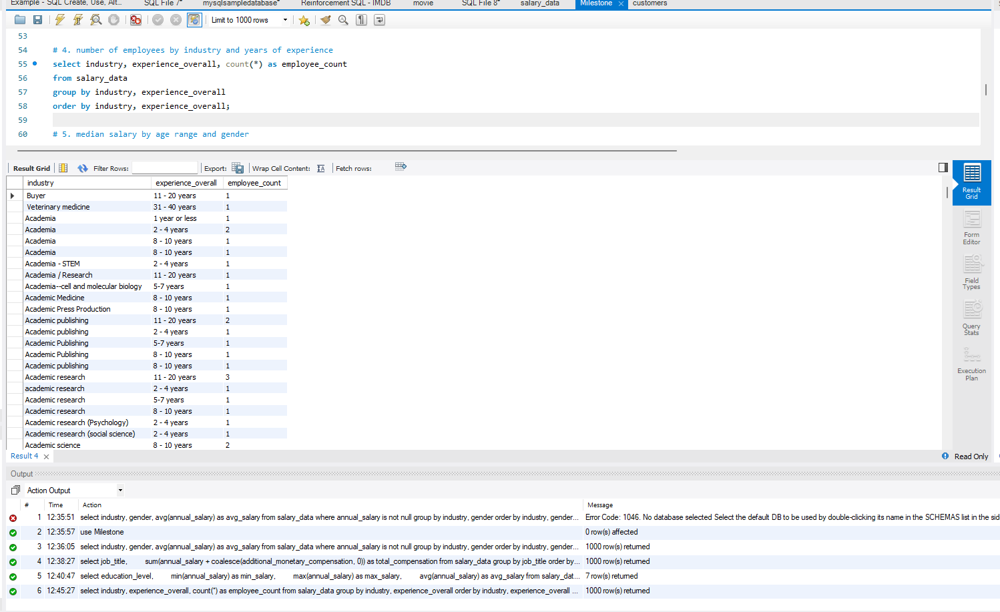 Example - SQL Create, Use, Alt... SQL File 7* mysqlsampledatabase* Reinforcement SQL - IMDB movie SQL File 8* salary_data Milestone customers
Limit to 1000 rows
53
54 # 4. number of employees by industry and years of experience
55 select industry, experience_overall, count(*) as employee_count
56 from salary_data
57 group by industry, experience_overall
58 order by industry, experience_overall;
59
60 # 5. median salary by age range and gender
Result Grid Filter Rows: Export: Wrap Cell Content: Fetch rows:
industry experience_overall employee_count
Buyer 11 - 20 years 1
Veterinary medicine 31 - 40 years 1
Academia 1 year or less 1
Academia 2 - 4 years 2
Academia 8 - 10 years 1
Academia 8 - 10 years 1
Academia - STEM 2 - 4 years 1
Academia / Research 11 - 20 years 1
Academia--cell and molecular biology 5-7 years 1
Academic Medicine 8 - 10 years 1
Academic Press Production 8 - 10 years 1
Academic publishing 11 - 20 years 2
Academic publishing 2 - 4 years 1
Academic Publishing 5-7 years 1
Academic Publishing 8 - 10 years 1
Academic publishing 8 - 10 years 1
Academic research 11 - 20 years 3
academic research 2 - 4 years 1
Academic research 5-7 years 1
Academic research 8 - 10 years 1
Academic research (Psychology) 2 - 4 years 1
Academic research (social science) 2 - 4 years 1
Academic science 8 - 10 years 2
Result Grid
Form Editor
Field Types
Query Stats
Execution Plan
Result 4 Read Only
Output
Action Output
# Time Action Message
1 12:35:51 select industry, gender, avg(annual_salary) as avg_salary from salary_data where annual_salary is not null group by industry, gender order by industry, gender... Error Code: 1046. No database selected Select the default DB to be used by double-clicking its name in the SCHEMAS list in the sid
2 12:35:57 use Milestone 0 row(s) affected
3 12:36:05 select industry, gender, avg(annual_salary) as avg_salary from salary_data where annual_salary is not null group by industry, gender order by industry, gender... 1000 row(s) returned
4 12:38:27 select job_title, sum(annual_salary + coalesce(additional_monetary_compensation, 0)) as total_compensation from salary_data group by job_title order by... 1000 row(s) returned
5 12:40:47 select education_level, min(annual_salary) as min_salary, max(annual_salary) as max_salary, avg(annual_salary) as avg_salary from salary_dat... 7 row(s) returned
6 12:45:27 select industry, experience_overall, count(*) as employee_count from salary_data group by industry, experience_overall order by industry, experience_overall ... 1000 row(s) returned